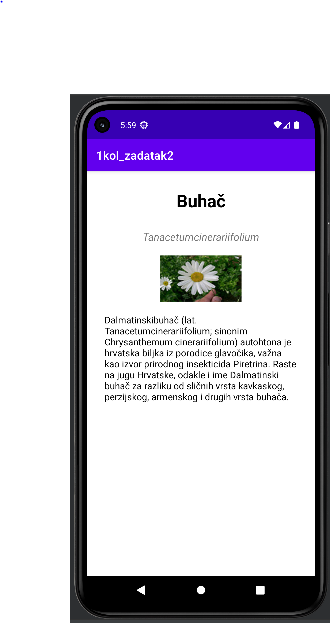 5:59
1kol_zadatak2
Buhač
Tanacetumcinerariifolium
Dalmatinskibuhač (lat.
Tanacetumcinerariifolium, sinonim
Chrysanthemum cinerariifolium) autohtona je
hrvatska biljka iz porodice glavočika, važna
kao izvor prirodnog insekticida Piretrina. Raste
na jugu Hrvatske, odakle i ime Dalmatinski
buhač za razliku od sličnih vrsta kavkaskog,
perzijskog, armenskog i drugih vrsta buhača.